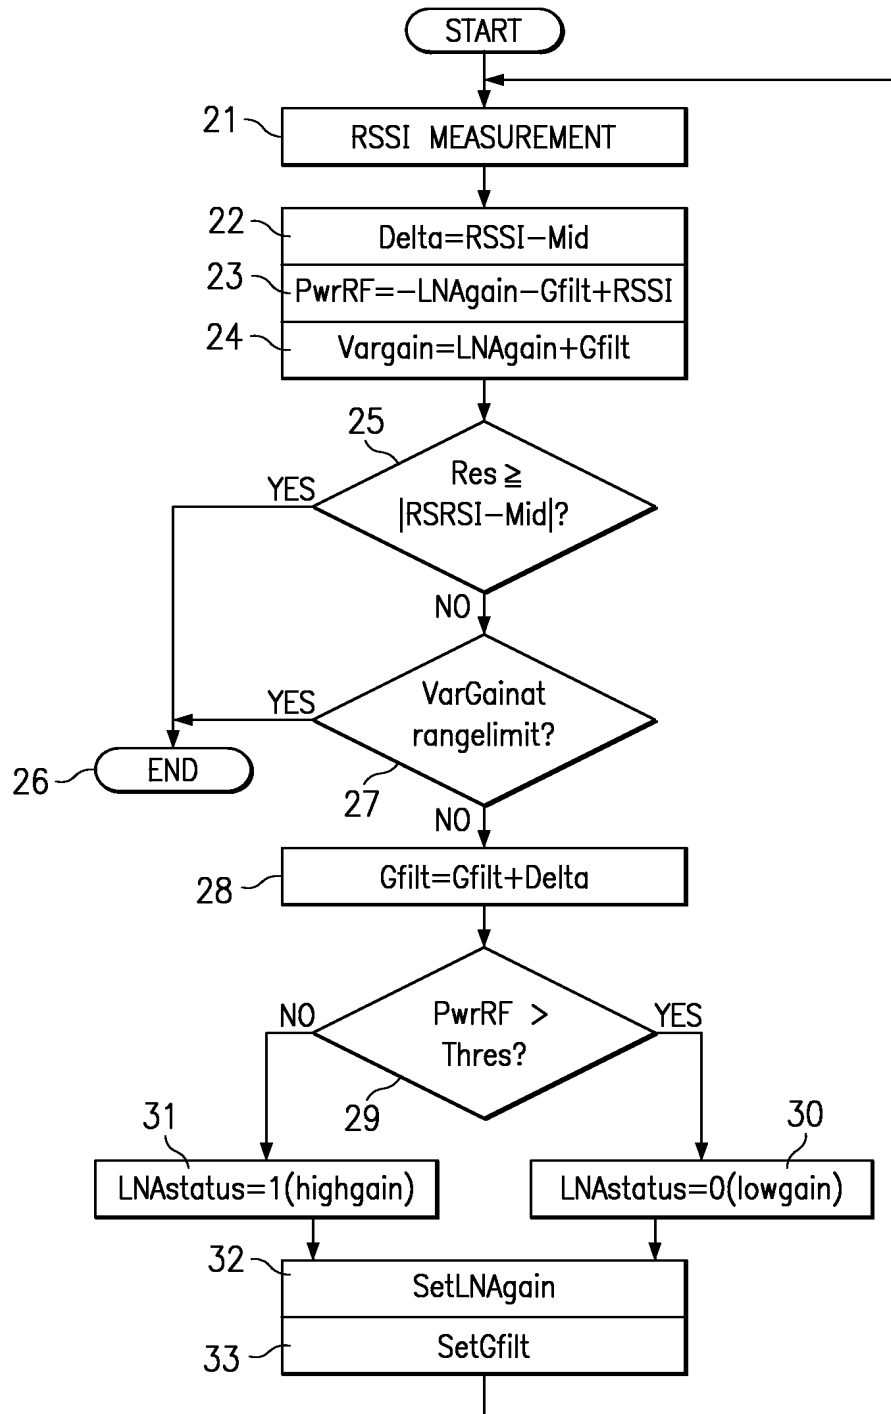 START
21
RSSI MEASUREMENT
22
Delta=RSSI-Mid
23
PwrRF=-LNAgain-Gfilt+RSSI
24
Vargain=LNAgain+Gfilt
25
Res ≧
|RSRSI-Mid|?
YES
NO
VarGainat
rangelimit?
YES
27
NO
END
26
28
Gfilt=Gfilt+Delta
PwrRF >
Thres?
NO
YES
29
31
LNAstatus=1(highgain)
30
LNAstatus=0(lowgain)
32
SetLNAgain
33
SetGfilt